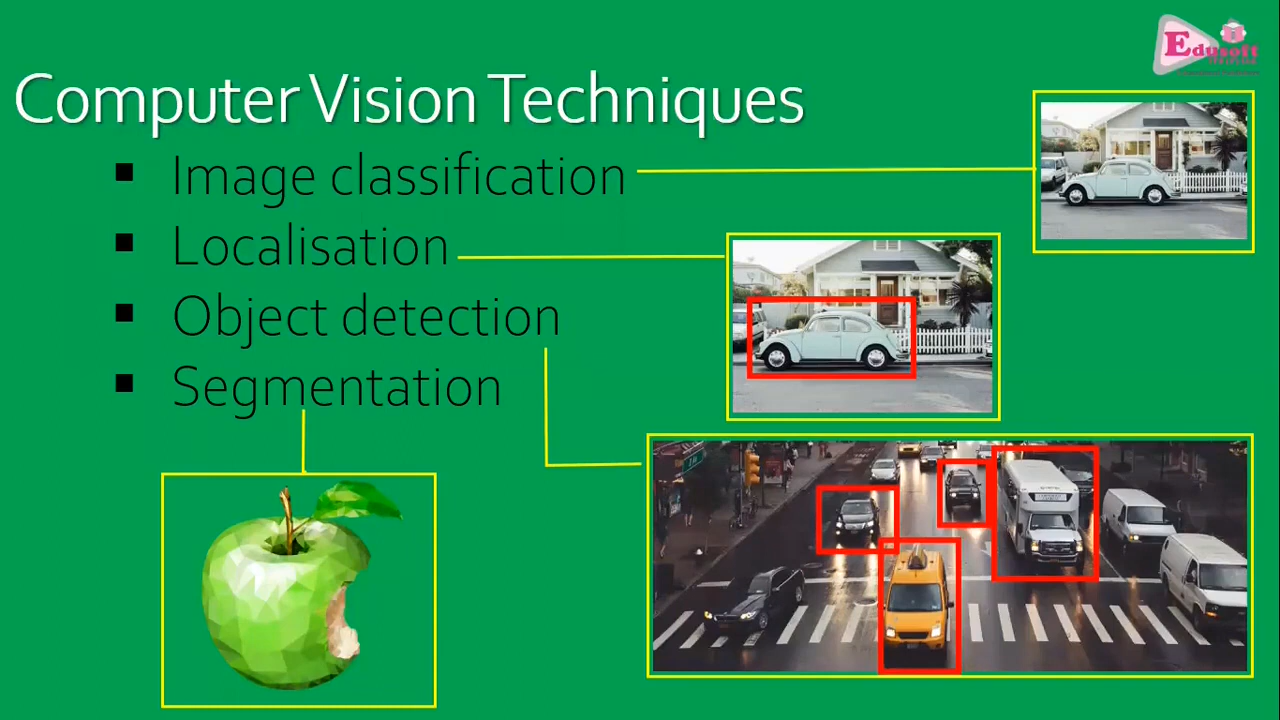 Edusoft
Computer Vision Techniques
Image classification
Localisation
Object detection
Segmentation